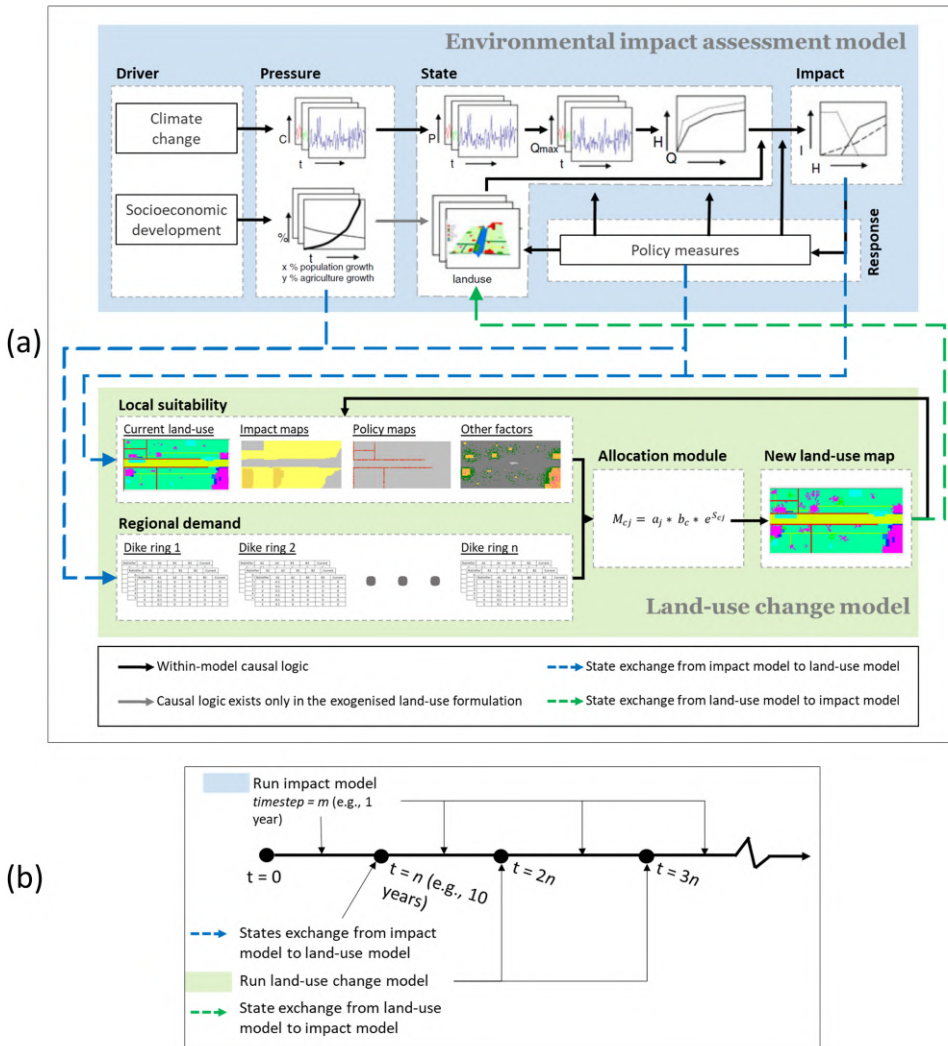 (a)
Environmental impact assessment model
Driver
Pressure
State
Impact
Climate
change
Socioeconomic
development
C
t
%
t
x % population growth
y % agriculture growth
P
t
Qmax
t
H
Q
I
H
landuse
Policy measures
Response
Local suitability
Current land-use
Impact maps
Policy maps
Other factors
Regional demand
Dike ring 1
Dike ring 2
Dike ring n
Allocation module
M_{cj} = a_j * b_c * e^{S_{cj}}
New land-use map
Land-use change model
Within-model causal logic
State exchange from impact model to land-use model
Causal logic exists only in the exogenised land-use formulation
State exchange from land-use model to impact model
(b)
Run impact model
timestep = m (e.g., 1
year)
t = 0
t = n (e.g., 10
years)
t = 2n
t = 3n
States exchange from impact
model to land-use model
Run land-use change model
State exchange from land-use
model to impact model